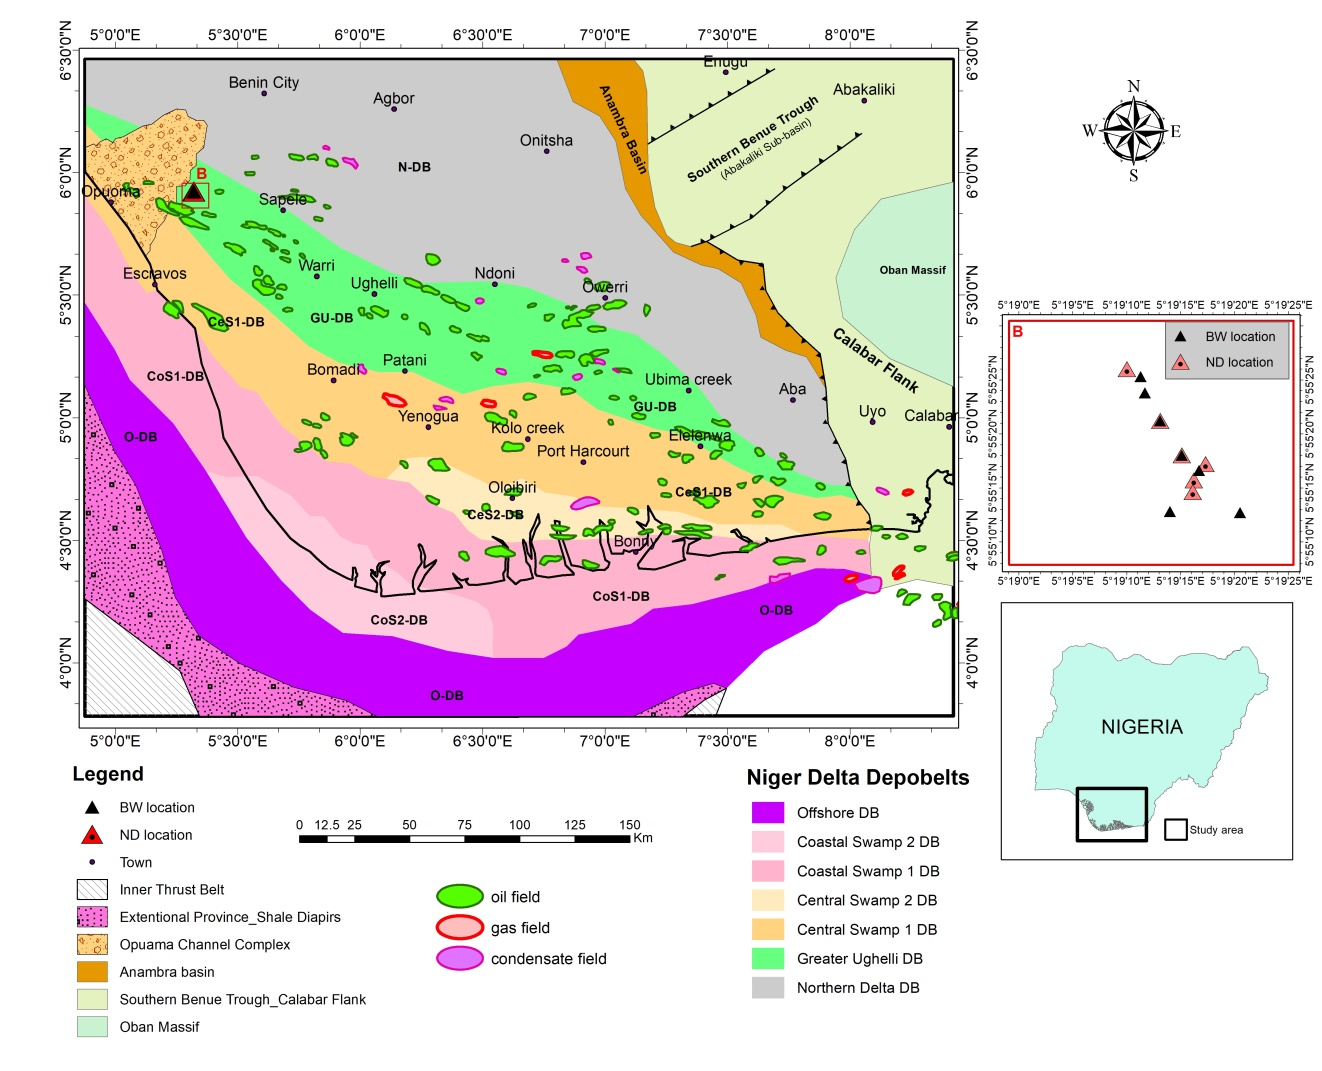 5°0'0"E 5°30'0"E 6°0'0"E 6°30'0"E 7°0'0"E 7°30'0"E 8°0'0"E
6°30'0"N
6°0'0"N
5°30'0"N
5°0'0"N
4°30'0"N
4°0'0"N
6°30'0"N
6°0'0"N
5°30'0"N
5°0'0"N
4°30'0"N
4°0'0"N
Enugu
Benin City
Agbor
Abakaliki
Anambra Basin
Southern Benue Trough
(Abakaliki Sub-basin)
Onitsha
N-DB
B
Opuoma
Sapele
Escravos
Warri
Ughelli
Ndoni
Owerri
Oban Massif
CeS1-DB
GU-DB
Calabar Flank
CoS1-DB
Bomadi
Patani
Ubima creek
Aba
GU-DB
Uyo
Calabar
Yenogua
Kolo creek
Elelenwa
O-DB
Port Harcourt
Oloibiri
CeS1-DB
CeS2-DB
Bonny
CoS1-DB
O-DB
CoS2-DB
O-DB
5°0'0"E 5°30'0"E 6°0'0"E 6°30'0"E 7°0'0"E 7°30'0"E 8°0'0"E
N
W E
S
5°19'0"E 5°19'5"E 5°19'10"E 5°19'15"E 5°19'20"E 5°19'25"E
B
BW location
ND location
5°55'25"N
5°55'20"N
5°55'15"N
5°55'10"N
5°55'25"N
5°55'20"N
5°55'15"N
5°55'10"N
5°19'0"E 5°19'5"E 5°19'10"E 5°19'15"E 5°19'20"E 5°19'25"E
NIGERIA
Study area
Legend
BW location
ND location
Town
Inner Thrust Belt
Extentional Province_Shale Diapirs
Opuama Channel Complex
Anambra basin
Southern Benue Trough_Calabar Flank
Oban Massif
0 12.5 25 50 75 100 125 150
Km
oil field
gas field
condensate field
Niger Delta Depobelts
Offshore DB
Coastal Swamp 2 DB
Coastal Swamp 1 DB
Central Swamp 2 DB
Central Swamp 1 DB
Greater Ughelli DB
Northern Delta DB